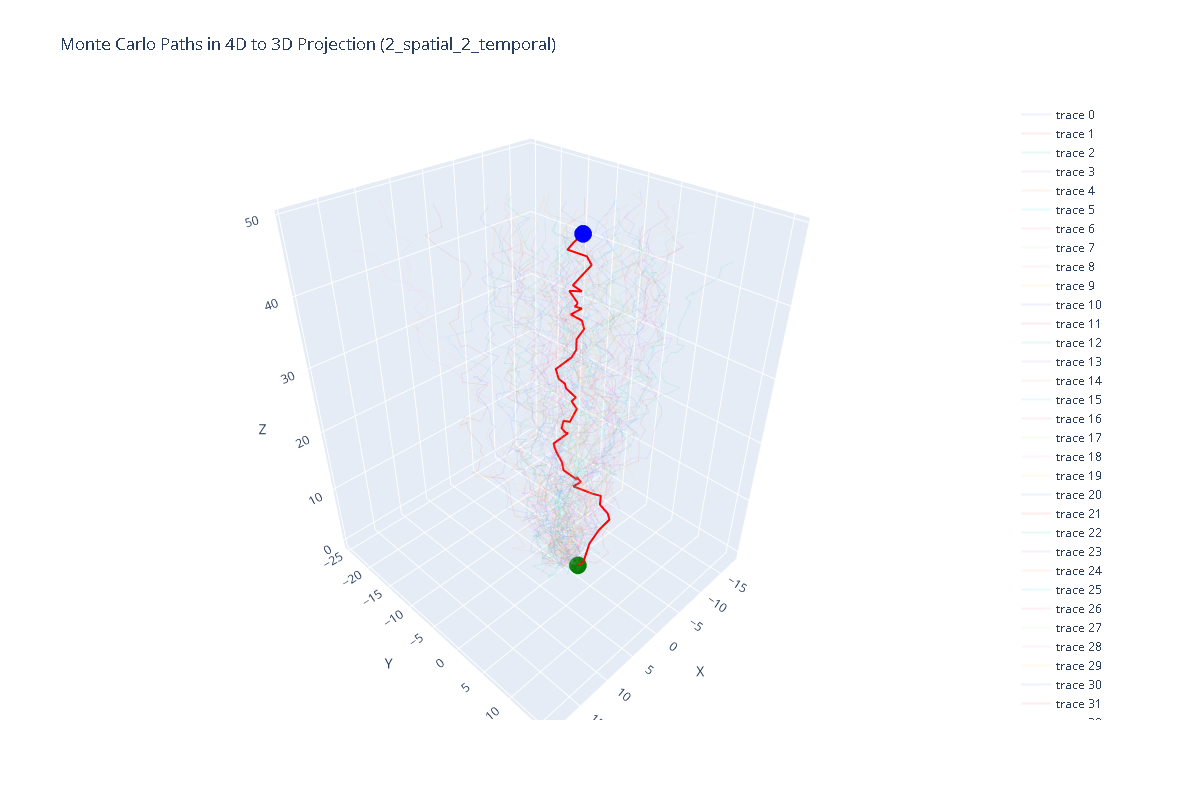 Monte Carlo Paths in 4D to 3D Projection (2_spatial_2_temporal)
50
40
30
20
10
0
Z
−25
−20
−15
−10
−5
0
5
10
Y
−15
−10
−5
0
5
10
X
trace 0
trace 1
trace 2
trace 3
trace 4
trace 5
trace 6
trace 7
trace 8
trace 9
trace 10
trace 11
trace 12
trace 13
trace 14
trace 15
trace 16
trace 17
trace 18
trace 19
trace 20
trace 21
trace 22
trace 23
trace 24
trace 25
trace 26
trace 27
trace 28
trace 29
trace 30
trace 31